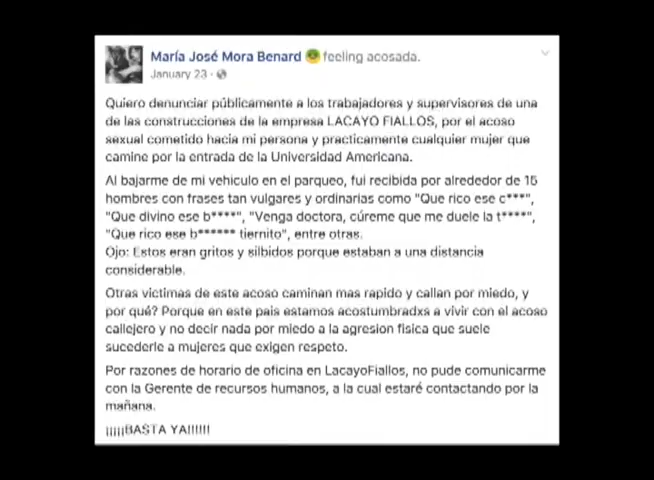 María José Mora Benard feeling acosada.
January 23 ·
Quiero denunciar públicamente a los trabajadores y supervisores de una
de las construcciones de la empresa LACAYO FIALLOS, por el acoso
sexual cometido hacia mi persona y practicamente cualquier mujer que
camine por la entrada de la Universidad Americana.
Al bajarme de mi vehiculo en el parqueo, fui recibida por alrededor de 15
hombres con frases tan vulgares y ordinarias como "Que rico ese c***",
"Que divino ese b****", "Venga doctora, cúreme que me duele la t****",
"Que rico ese b****** tiernito", entre otras.
Ojo: Estos eran gritos y silbidos porque estaban a una distancia
considerable.
Otras victimas de este acoso caminan mas rapido y callan por miedo, y
por qué? Porque en este pais estamos acostumbradxs a vivir con el acoso
callejero y no decir nada por miedo a la agresion fisica que suele
sucederle a mujeres que exigen respeto.
Por razones de horario de oficina en LacayoFiallos, no pude comunicarme
con la Gerente de recursos humanos, a la cual estaré contactando por la
mañana.
¡¡¡¡¡BASTA YA!!!!!!